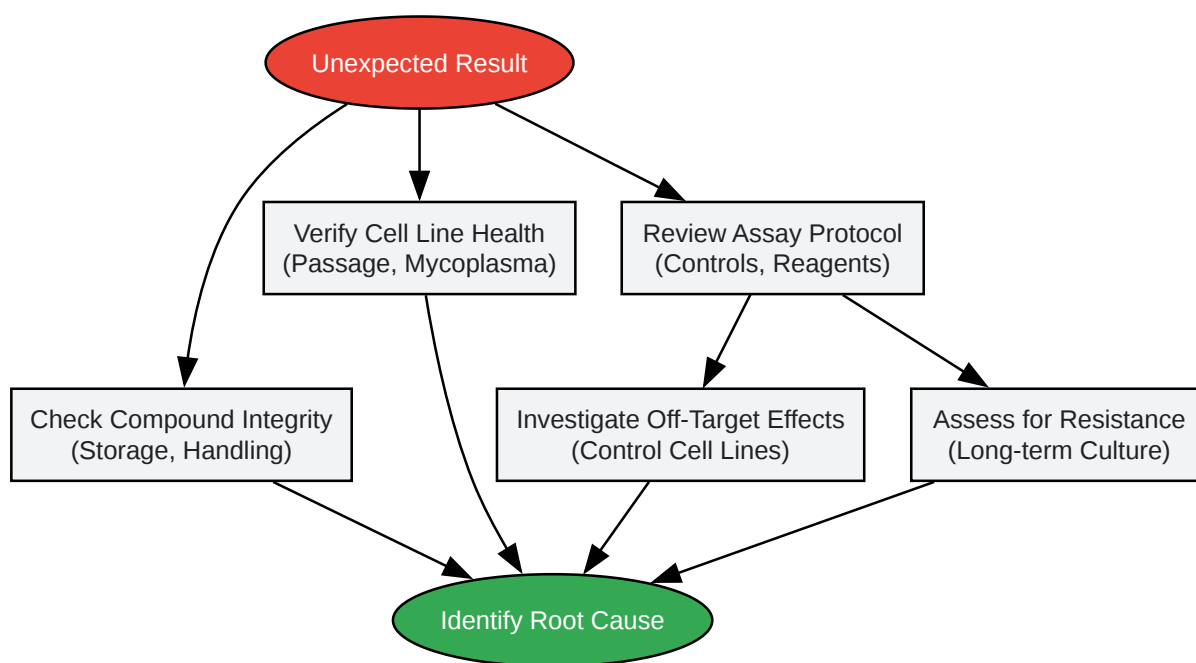 Unexpected Result
Verify Cell Line Health
(Passage, Mycoplasma)
Review Assay Protocol
(Controls, Reagents)
Check Compound Integrity
(Storage, Handling)
Investigate Off-Target Effects
(Control Cell Lines)
Assess for Resistance
(Long-term Culture)
Identify Root Cause